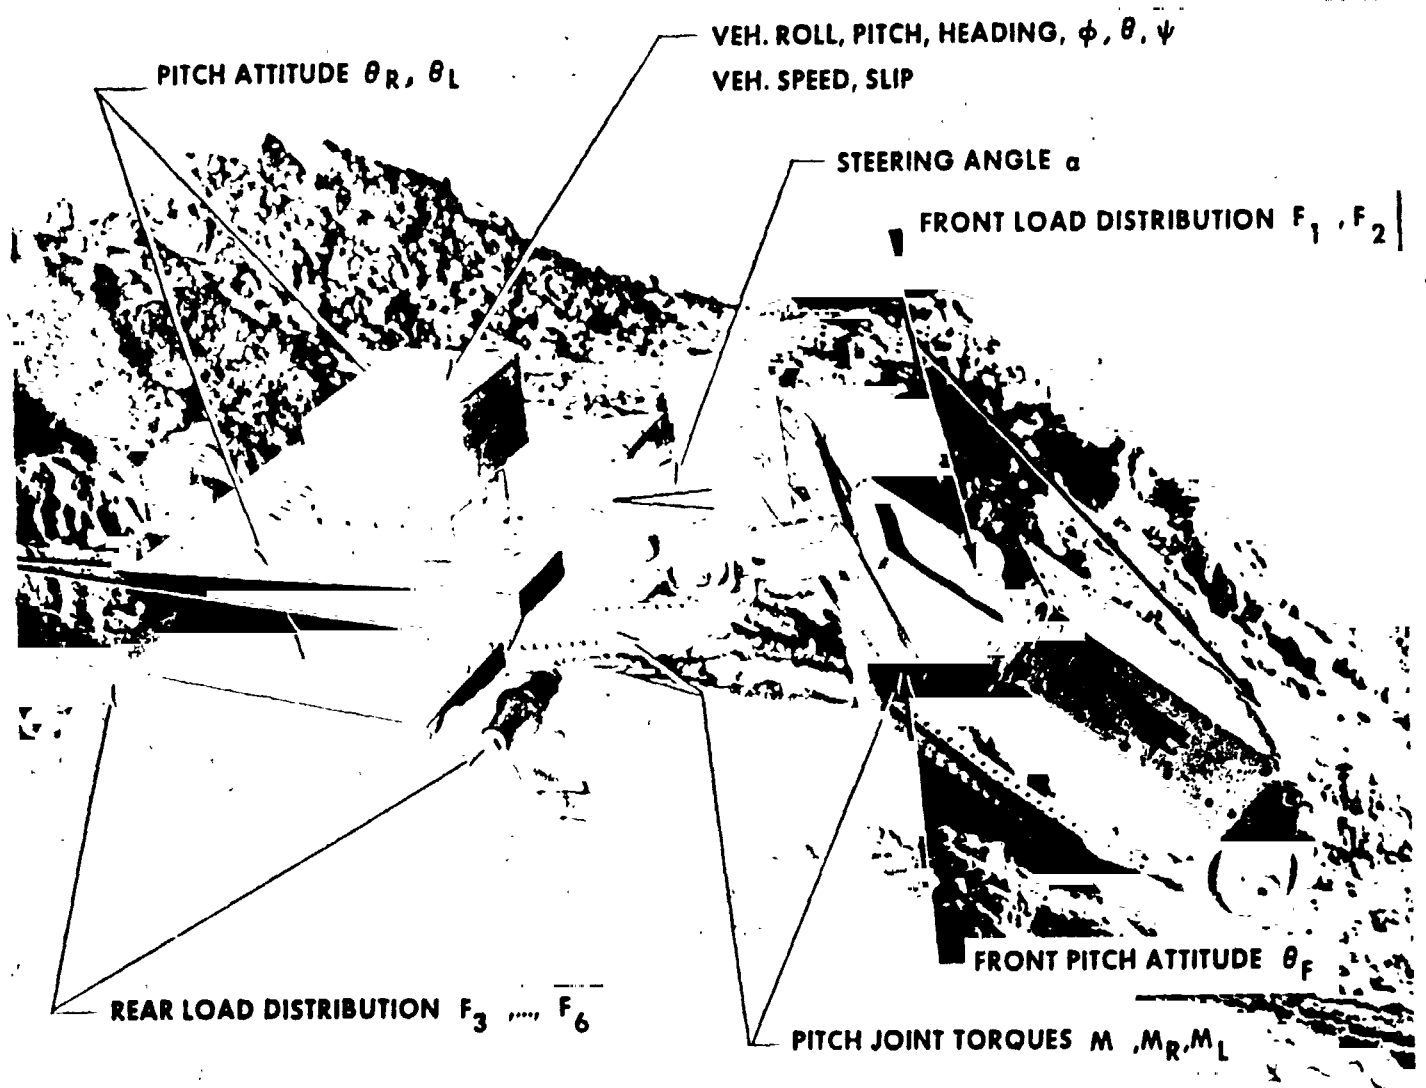 VEH. ROLL, PITCH, HEADING, ϕ, θ, ψ
VEH. SPEED, SLIP
PITCH ATTITUDE θR, θL
STEERING ANGLE α
FRONT LOAD DISTRIBUTION F1, F2
FRONT PITCH ATTITUDE θF
REAR LOAD DISTRIBUTION F3 ,..., F6
PITCH JOINT TORQUES M ,MR,ML